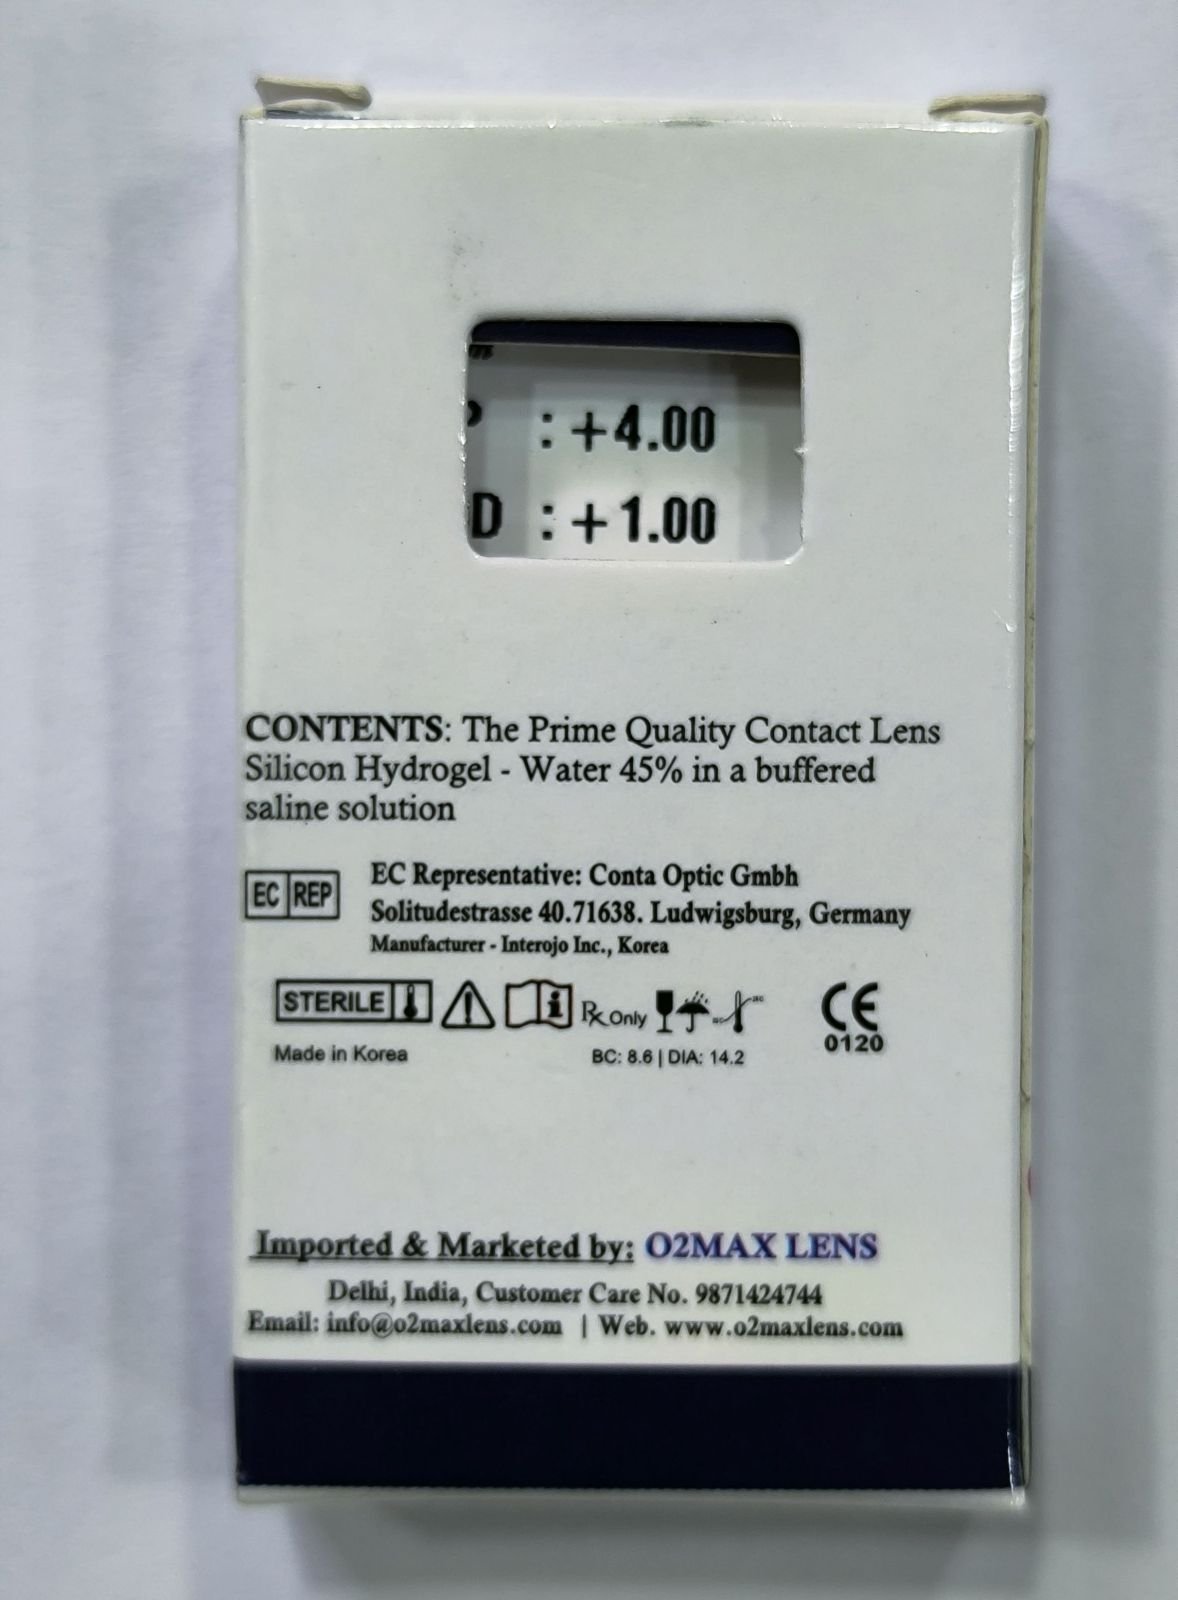 : +4.00
D : +1.00
CONTENTS: The Prime Quality Contact Lens
Silicon Hydrogel - Water 45% in a buffered
saline solution
EC REP
EC Representative: Conta Optic Gmbh
Solitudestrasse 40.71638. Ludwigsburg, Germany
Manufacturer - Interojo Inc., Korea
STERILE
Rx Only
CE
0120
Made in Korea
BC: 8.6 | DIA: 14.2
Imported & Marketed by: O2MAX LENS
Delhi, India, Customer Care No. 9871424744
Email: info@o2maxlens.com | Web. www.o2maxlens.com